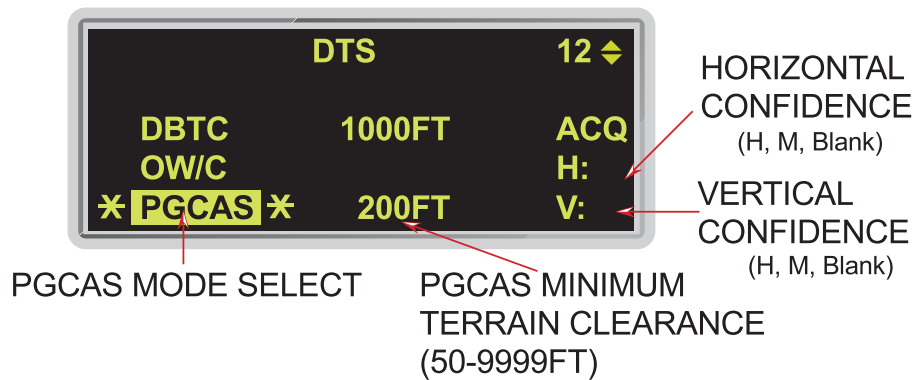 DTS 12
DBTC 1000FT ACQ
OW/C H:
PGCAS 200FT V:
HORIZONTAL
CONFIDENCE
(H, M, Blank)
VERTICAL
CONFIDENCE
(H, M, Blank)
PGCAS MODE SELECT
PGCAS MINIMUM
TERRAIN CLEARANCE
(50-9999FT)